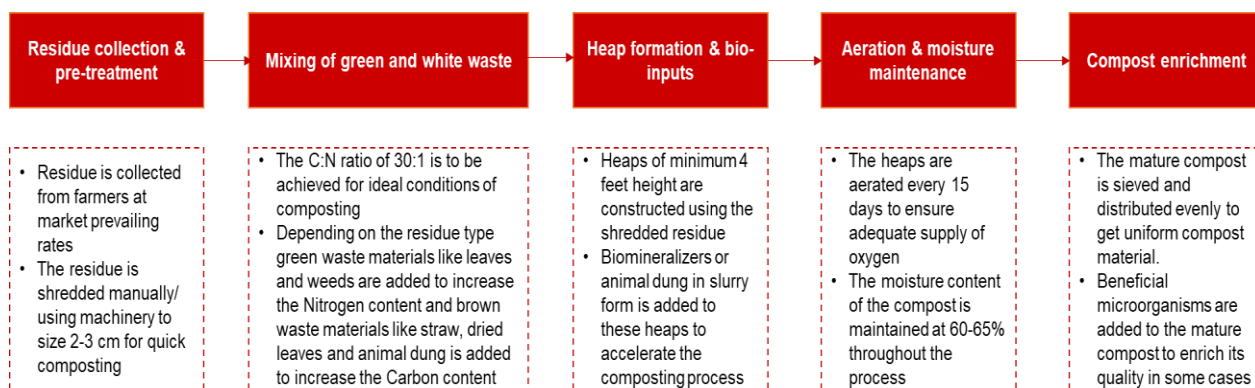 Residue collection &
pre-treatment
Mixing of green and white waste
Heap formation & bio-
inputs
Aeration & moisture
maintenance
Compost enrichment
• Residue is collected
from farmers at
market prevailing
rates
• The residue is
shredded manually/
using machinery to
size 2-3 cm for quick
composting
• The C:N ratio of 30:1 is to be
achieved for ideal conditions of
composting
• Depending on the residue type
green waste materials like leaves
and weeds are added to increase
the Nitrogen content and brown
waste materials like straw, dried
leaves and animal dung is added
to increase the Carbon content
• Heaps of minimum 4
feet height are
constructed using the
shredded residue
• Biomineralizers or
animal dung in slurry
form is added to
these heaps to
accelerate the
composting process
• The heaps are
aerated every 15
days to ensure
adequate supply of
oxygen
• The moisture content
of the compost is
maintained at 60-65%
throughout the
process
• The mature compost
is sieved and
distributed evenly to
get uniform compost
material.
• Beneficial
microorganisms are
added to the mature
compost to enrich its
quality in some cases